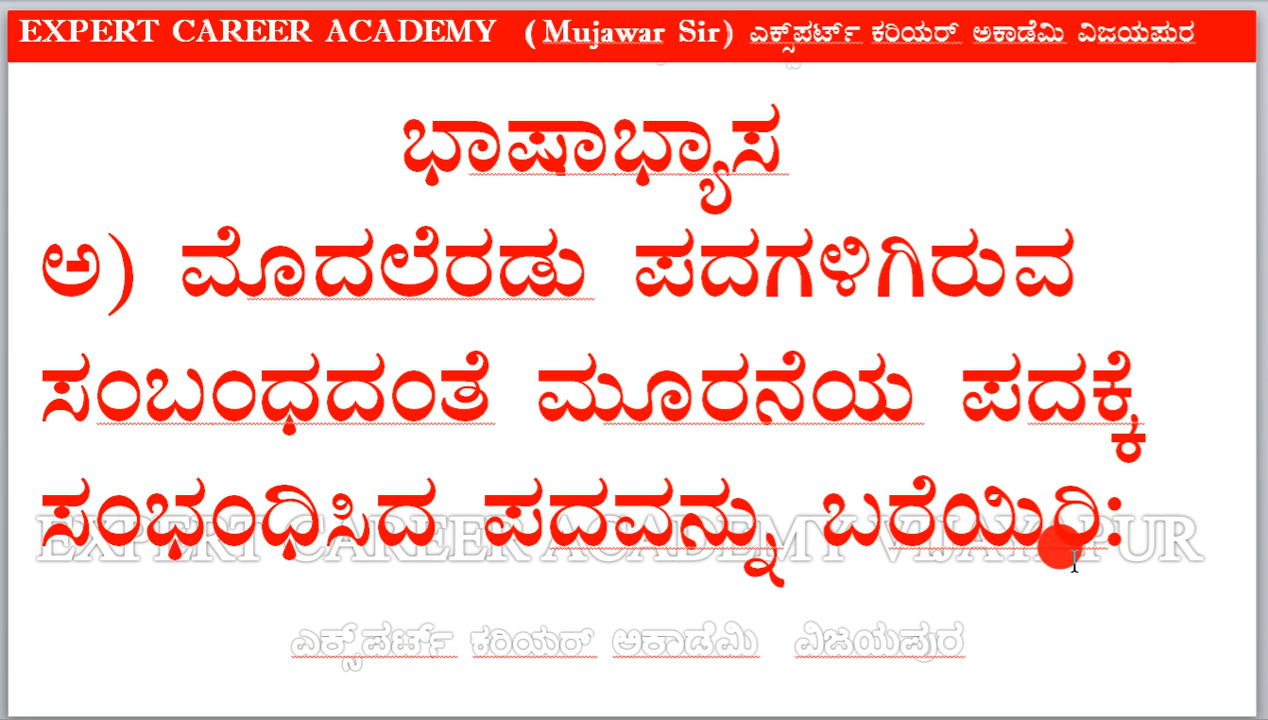 EXPERT CAREER ACADEMY (Mujawar Sir) ಎಕ್ಸ್‌ಪರ್ಟ್ ಕರಿಯರ್ ಅಕಾಡೆಮಿ ವಿಜಯಪುರ
ಭಾಷಾಭ್ಯಾಸ
ಅ) ಮೊದಲೆರಡು ಪದಗಳಿಗಿರುವ
ಸಂಬಂಧದಂತೆ ಮೂರನೆಯ ಪದಕ್ಕೆ
ಸಂಭಂಧಿಸಿದ ಪದವನ್ನು ಬರೆಯಿರಿ:
EXPERT CAREER ACADEMY VIJAYAPUR
ಎಕ್ಸ್‌ಪರ್ಟ್ ಕರಿಯರ್ ಅಕಾಡೆಮಿ ವಿಜಯಪುರ